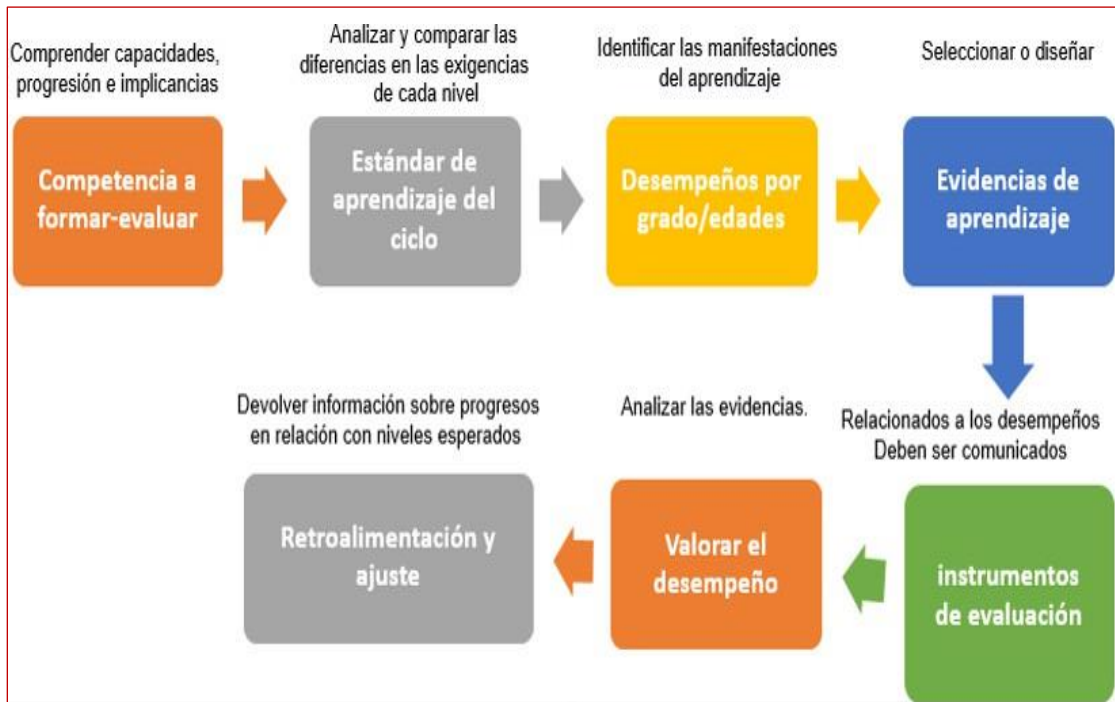 Comprender capacidades,
progresión e implicancias
Competencia a
formar-evaluar
Analizar y comparar las
diferencias en las exigencias
de cada nivel
Estándar de
aprendizaje del
ciclo
Identificar las manifestaciones
del aprendizaje
Desempeños por
grado/edades
Seleccionar o diseñar
Evidencias de
aprendizaje
Relacionados a los desempeños
Deben ser comunicados
instrumentos
de evaluación
Analizar las evidencias.
Valorar el
desempeño
Devolver información sobre progresos
en relación con niveles esperados
Retroalimentación y
ajuste